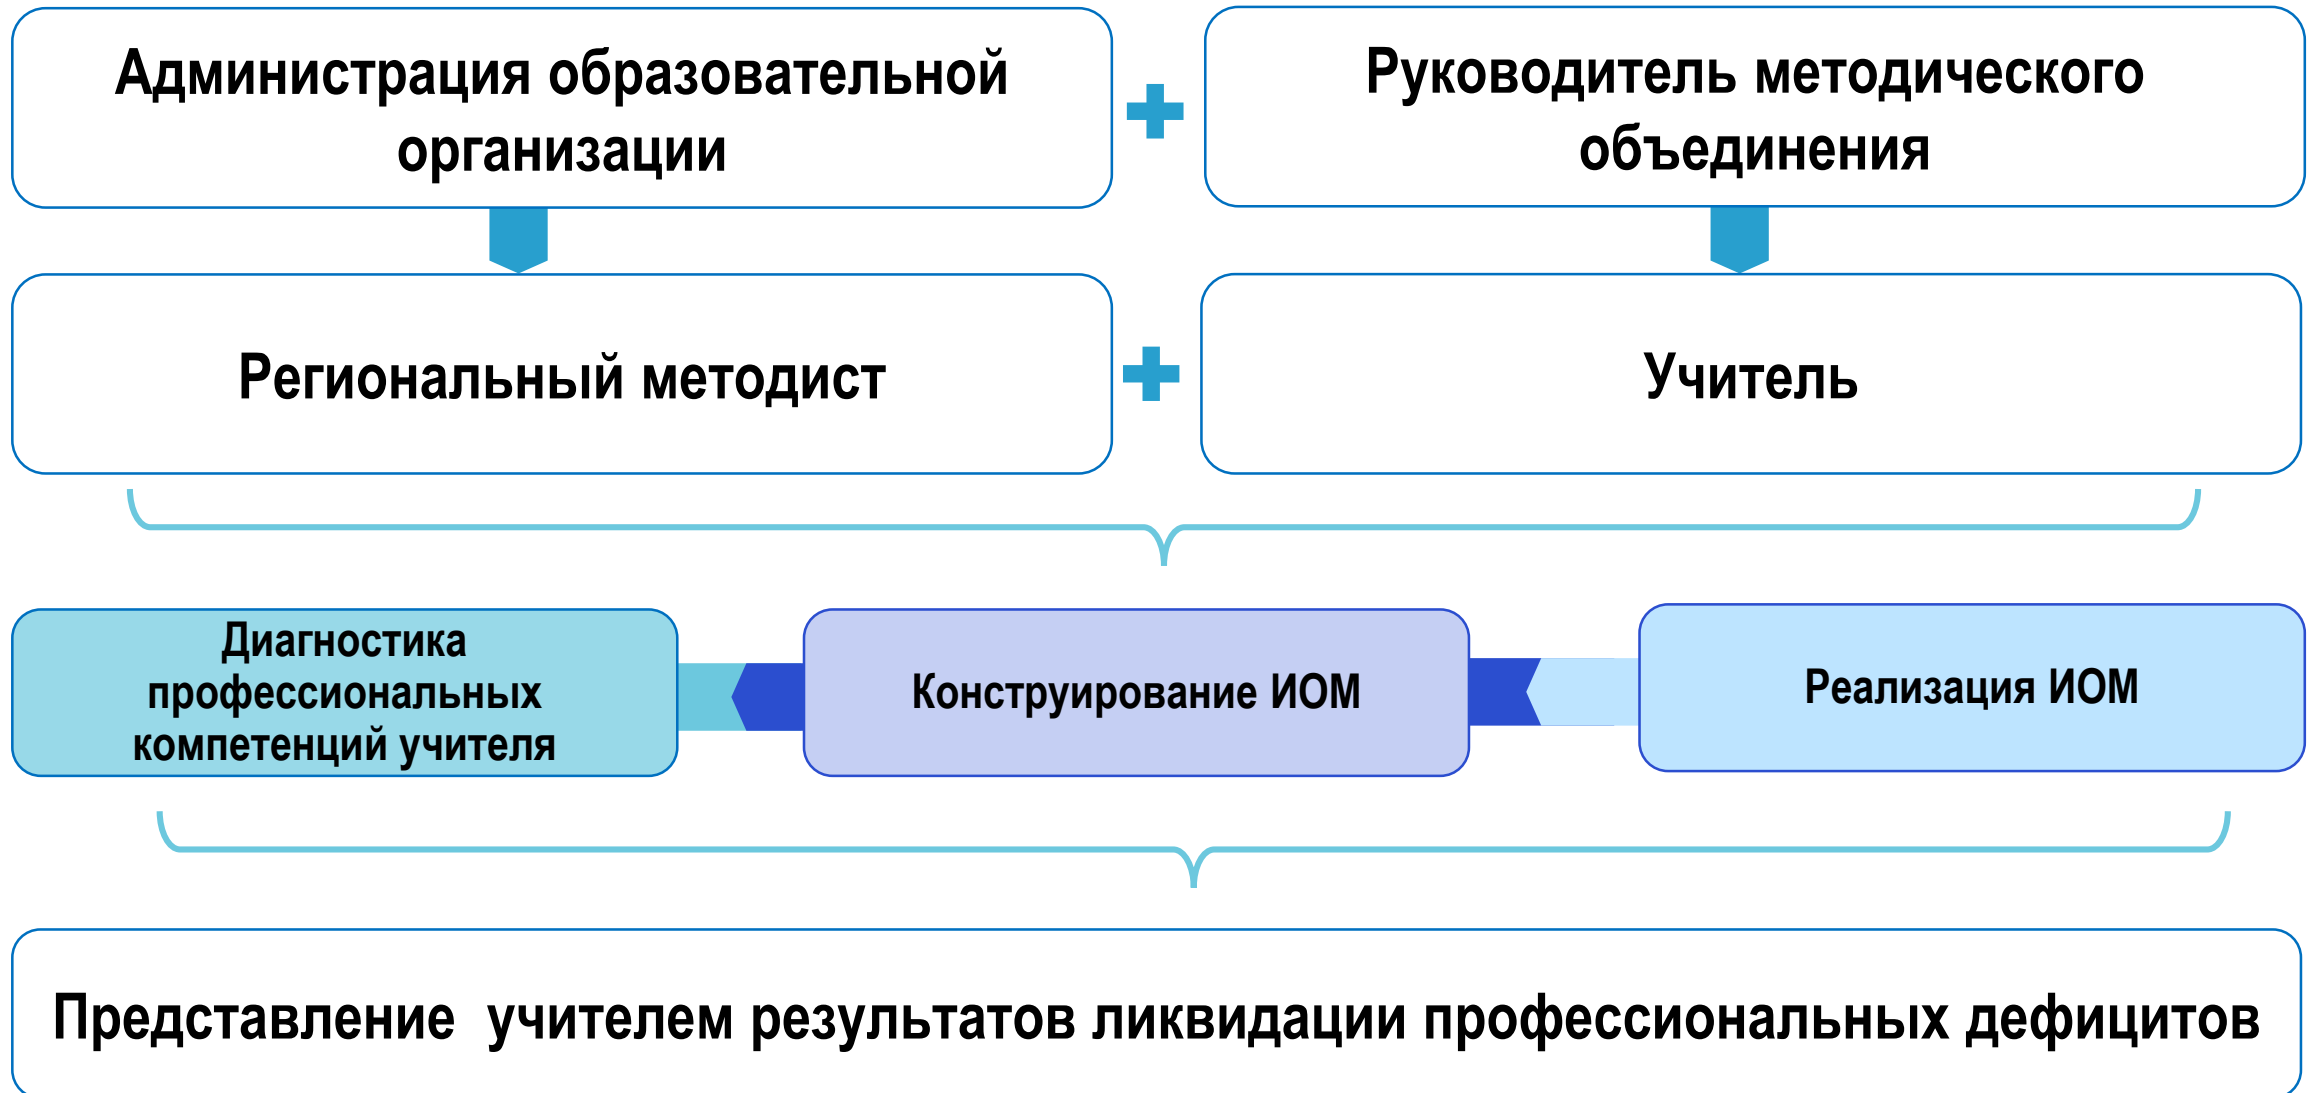 Администрация образовательной
организации
Руководитель методического
объединения
Региональный методист
Учитель
Диагностика
профессиональных
компетенций учителя
Конструирование ИОМ
Реализация ИОМ
Представление  учителем результатов ликвидации профессиональных дефицитов